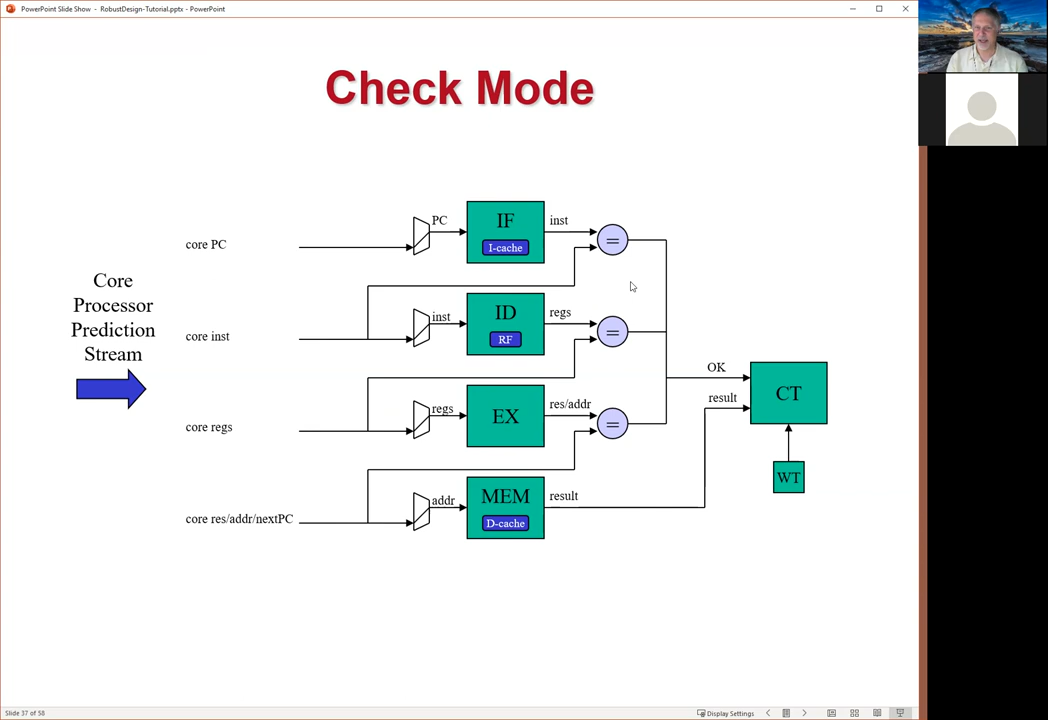 PowerPoint Slide Show - RobustDesign-Tutorial.pptx - PowerPoint
Check Mode
Core
Processor
Prediction
Stream
core PC
PC
IF
I-cache
inst
=
core inst
inst
ID
RF
regs
=
core regs
regs
EX
res/addr
=
core res/addr/nextPC
addr
MEM
D-cache
result
OK
result
CT
WT
Slide 37 of 58
Display Settings